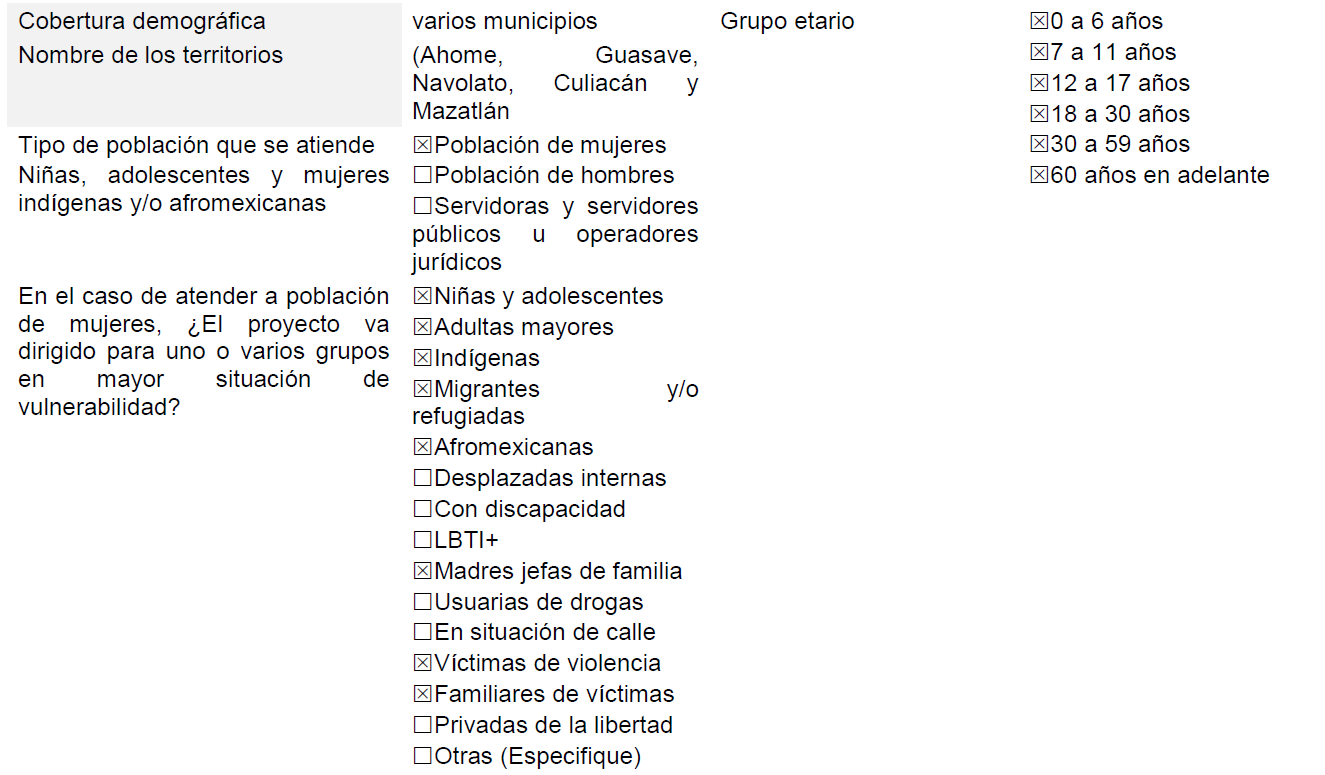 Cobertura demográfica
varios municipios
Grupo etario
☒0 a 6 años
☒7 a 11 años
☒12 a 17 años
☒18 a 30 años
☒30 a 59 años
☒60 años en adelante
Nombre de los territorios
(Ahome, Guasave,
Navolato, Culiacán y
Mazatlán
Tipo de población que se atiende
Niñas, adolescentes y mujeres
indígenas y/o afromexicanas
☒Población de mujeres
☐Población de hombres
☐Servidoras y servidores
públicos u operadores
jurídicos
En el caso de atender a población
de mujeres, ¿El proyecto va
dirigido para uno o varios grupos
en mayor situación de
vulnerabilidad?
☒Niñas y adolescentes
☒Adultas mayores
☒Indígenas
☒Migrantes y/o
refugiadas
☒Afromexicanas
☐Desplazadas internas
☐Con discapacidad
☐LBTI+
☒Madres jefas de familia
☐Usuarias de drogas
☐En situación de calle
☒Víctimas de violencia
☒Familiares de víctimas
☐Privadas de la libertad
☐Otras (Especifique)